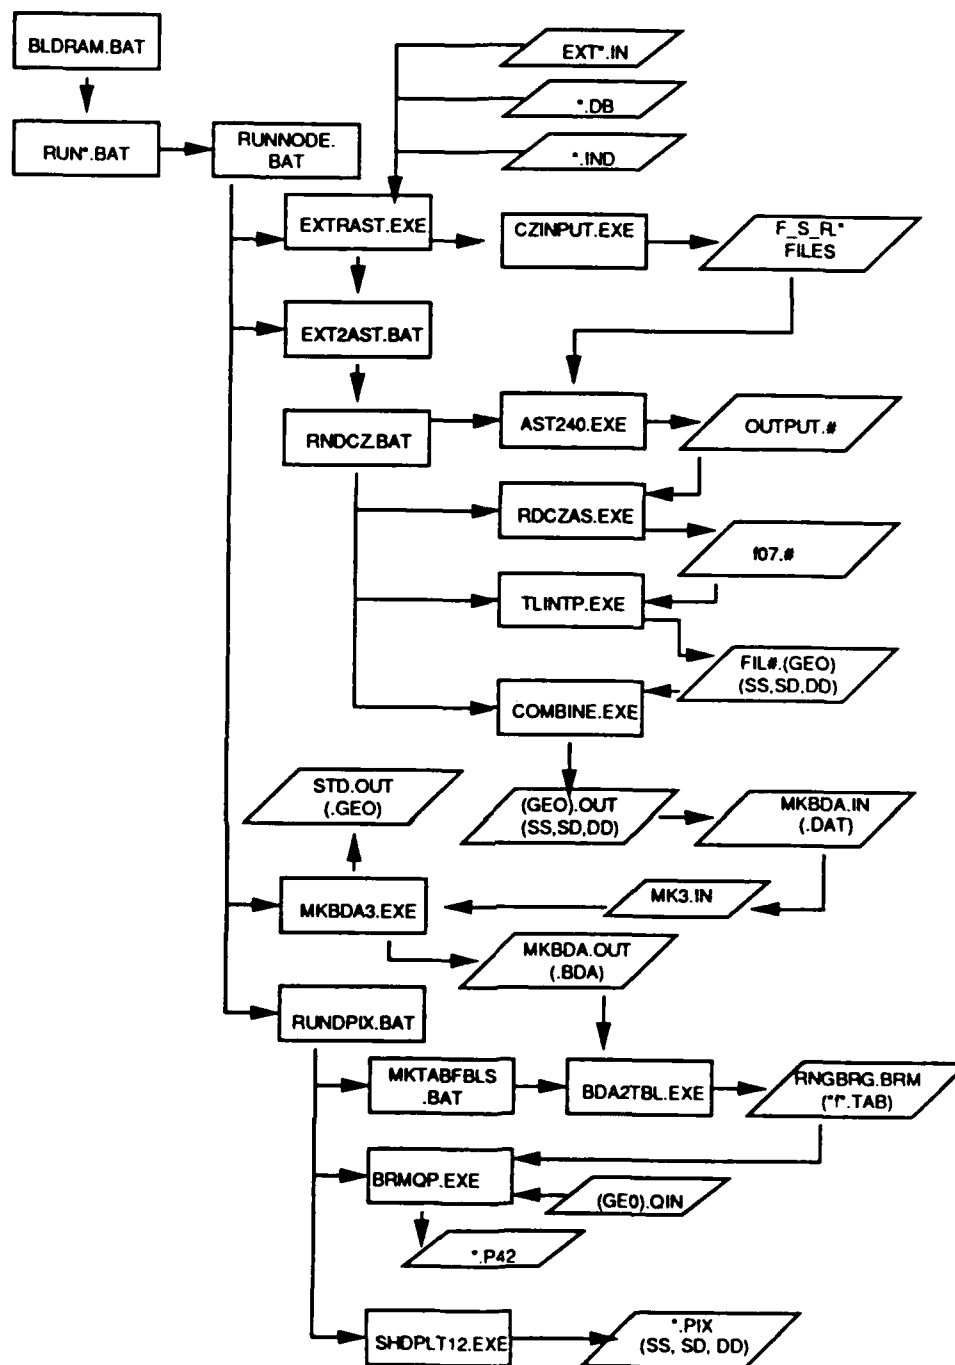 BLDRAM.BAT
EXT*.IN
*.DB
RUN*.BAT
RUNNODE.
BAT
*.IND
EXTRAST.EXE
CZINPUT.EXE
F_S_R.*
FILES
EXT2AST.BAT
RNDCZ.BAT
AST240.EXE
OUTPUT.#
RDCZAS.EXE
f07.#
TLINTP.EXE
FIL#.(GEO)
(SS,SD,DD)
COMBINE.EXE
STD.OUT
(.GEO)
(GEO).OUT
(SS,SD,DD)
MKBDA.IN
(.DAT)
MKBDA3.EXE
MK3.IN
MKBDA.OUT
(.BDA)
RUNDPIX.BAT
MKTABFBLS
.BAT
BDA2TBL.EXE
RNGBRG.BRM
("f".TAB)
BRMQP.EXE
(GE0).QIN
*.P42
SHDPLT12.EXE
*.PIX
(SS, SD, DD)